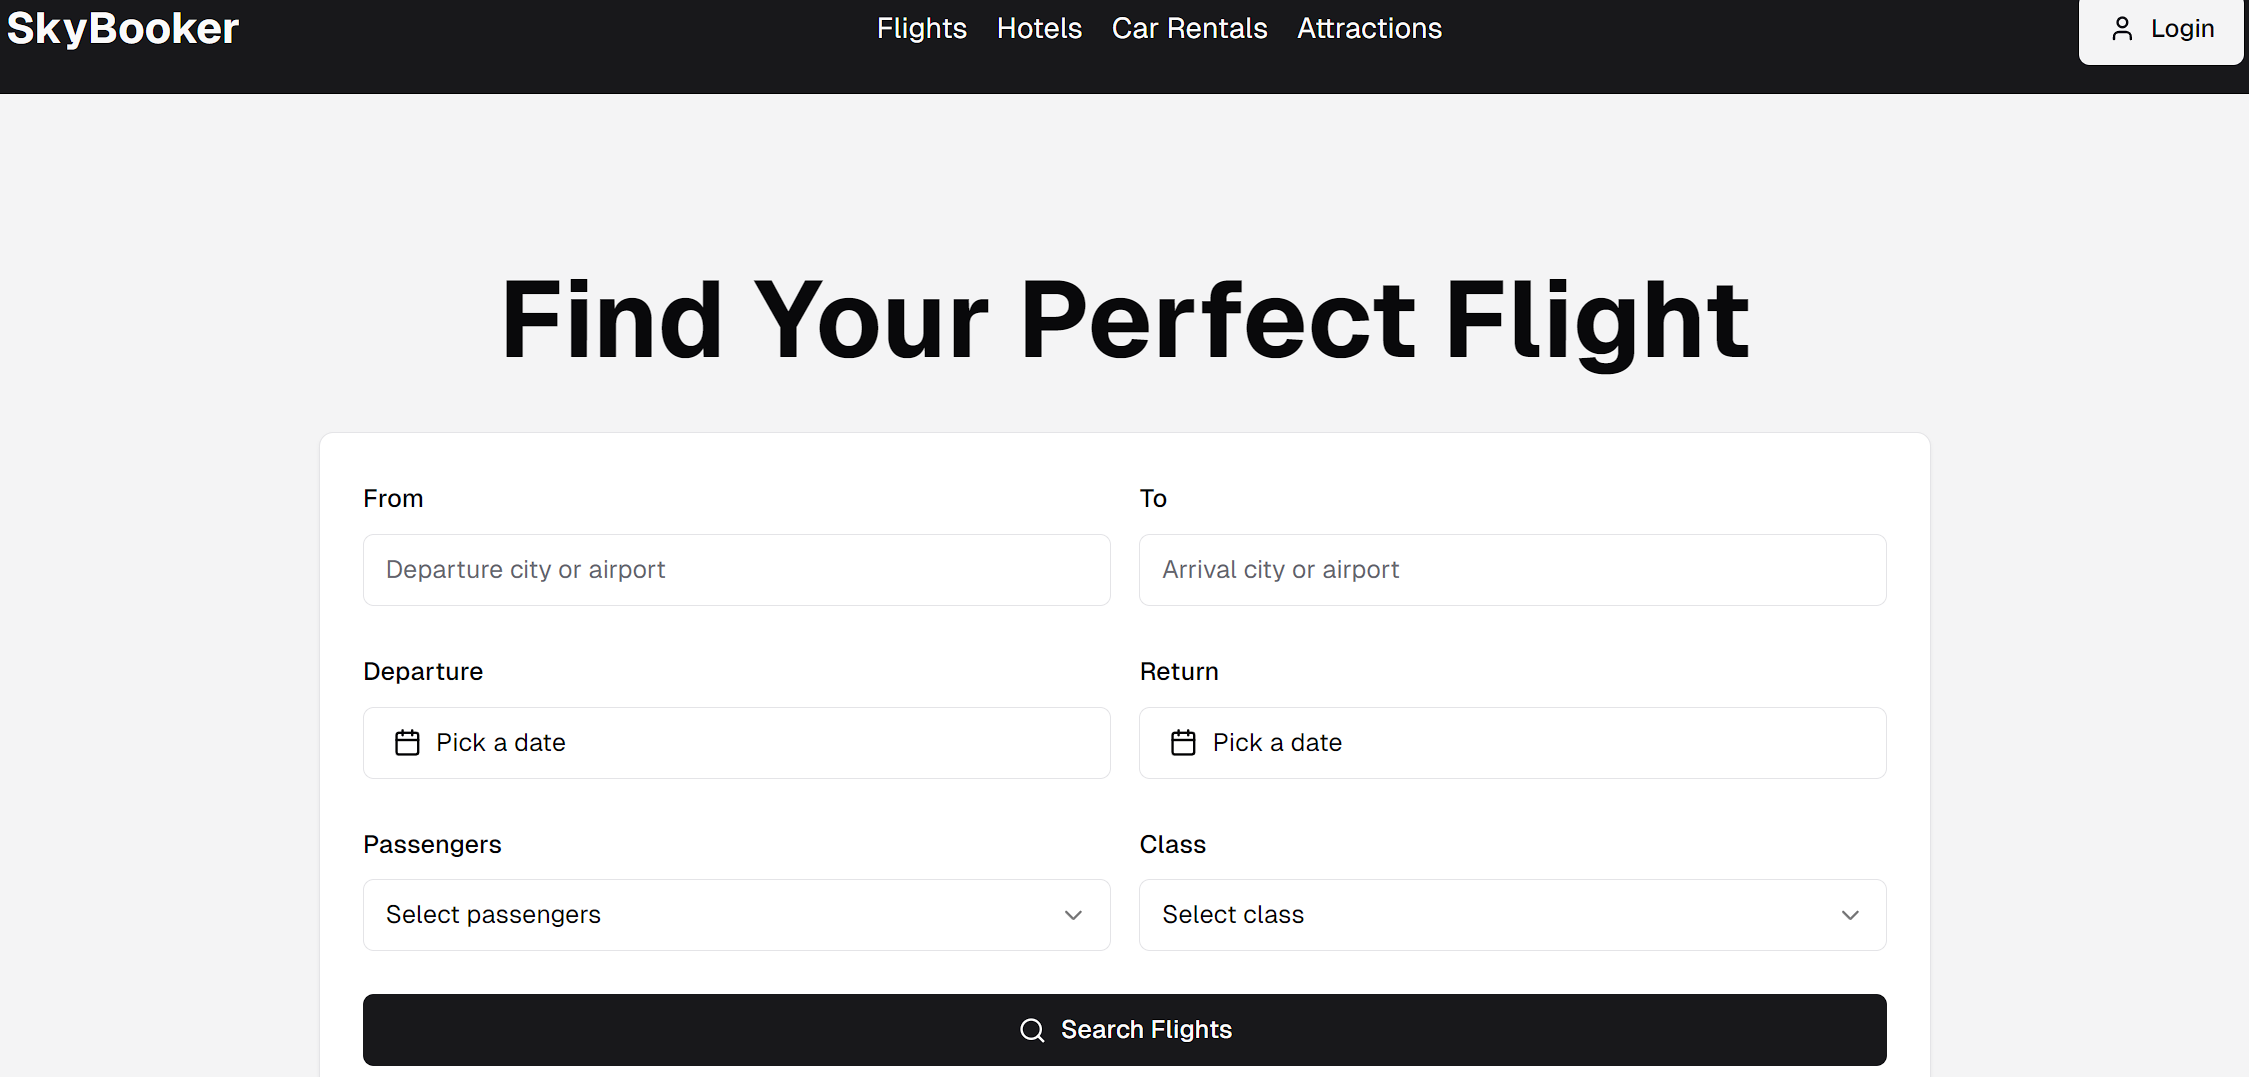 SkyBooker
Flights Hotels Car Rentals Attractions
Login
Find Your Perfect Flight
From
Departure city or airport
To
Arrival city or airport
Departure
Pick a date
Return
Pick a date
Passengers
Select passengers
Class
Select class
Search Flights